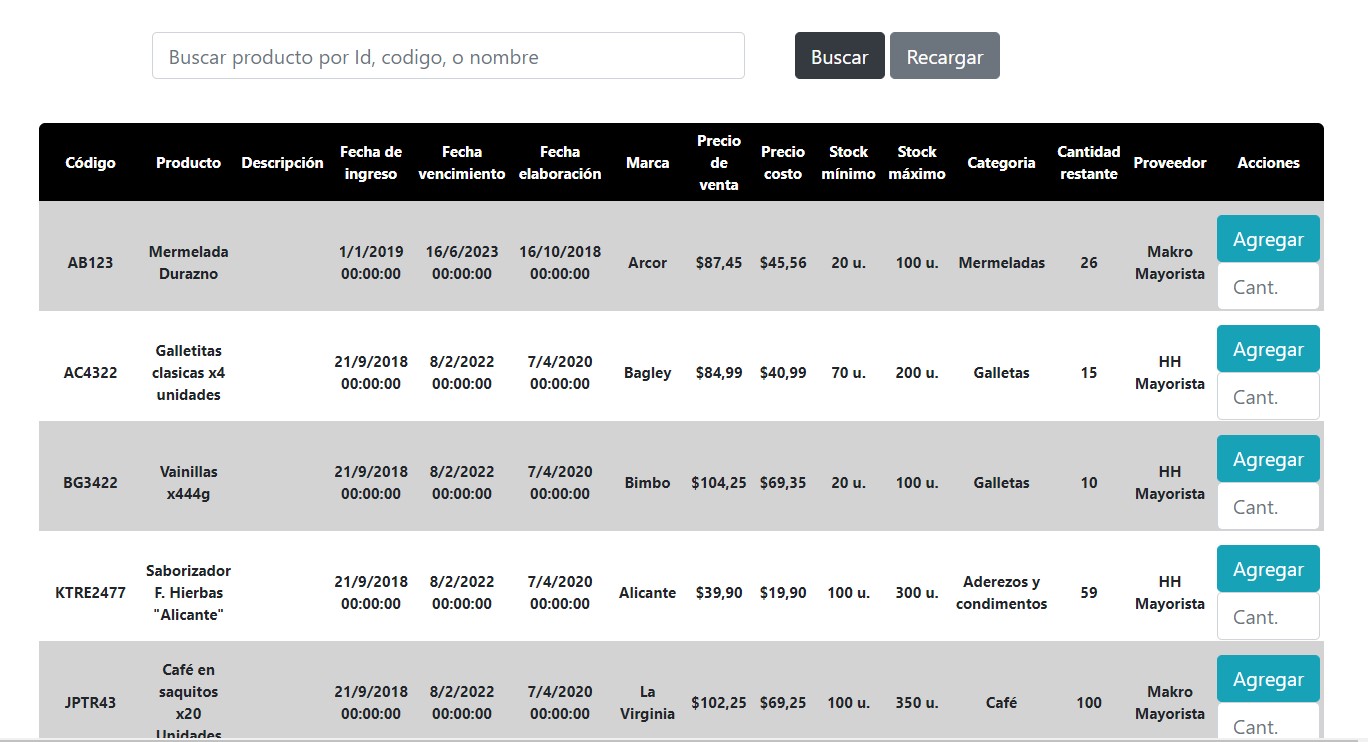 Buscar producto por Id, codigo, o nombre
Buscar
Recargar
Código
Producto
Descripción
Fecha de
ingreso
Fecha
vencimiento
Fecha
elaboración
Marca
Precio
de
venta
Precio
costo
Stock
mínimo
Stock
máximo
Categoria
Cantidad
restante
Proveedor
Acciones
AB123
Mermelada
Durazno
1/1/2019
00:00:00
16/6/2023
00:00:00
16/10/2018
00:00:00
Arcor
$87,45
$45,56
20 u.
100 u.
Mermeladas
26
Makro
Mayorista
Agregar
Cant.
AC4322
Galletitas
clasicas x4
unidades
21/9/2018
00:00:00
8/2/2022
00:00:00
7/4/2020
00:00:00
Bagley
$84,99
$40,99
70 u.
200 u.
Galletas
15
HH
Mayorista
Agregar
Cant.
BG3422
Vainillas
x444g
21/9/2018
00:00:00
8/2/2022
00:00:00
7/4/2020
00:00:00
Bimbo
$104,25
$69,35
20 u.
100 u.
Galletas
10
HH
Mayorista
Agregar
Cant.
KTRE2477
Saborizador
F. Hierbas
"Alicante"
21/9/2018
00:00:00
8/2/2022
00:00:00
7/4/2020
00:00:00
Alicante
$39,90
$19,90
100 u.
300 u.
Aderezos y
condimentos
59
HH
Mayorista
Agregar
Cant.
JPTR43
Café en
saquitos
x20
Unidades
21/9/2018
00:00:00
8/2/2022
00:00:00
7/4/2020
00:00:00
La
Virginia
$102,25
$69,25
100 u.
350 u.
Café
100
Makro
Mayorista
Agregar
Cant.